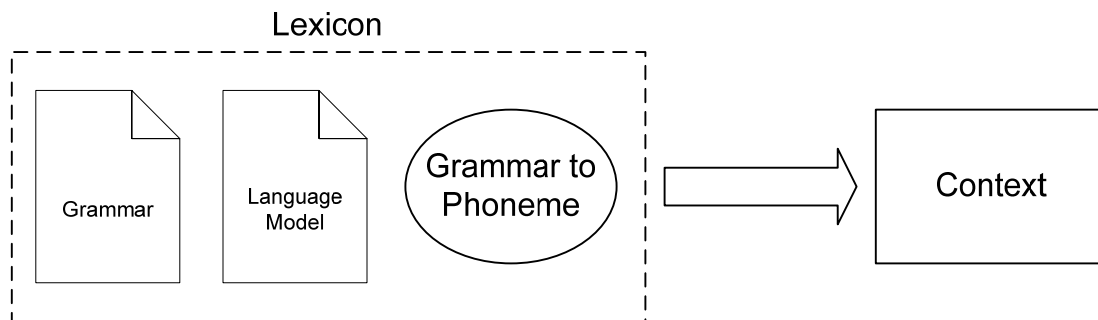 Lexicon
Grammar
Language
Model
Grammar to
Phoneme
Context